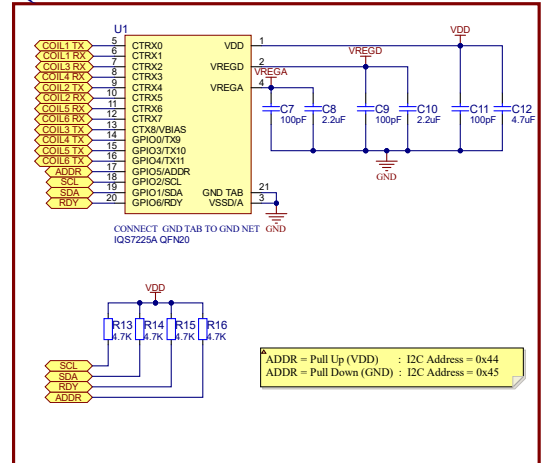 U1
COIL1 TX 5 CTRX0
COIL1 RX 6 CTRX1
COIL3 RX 7 CTRX2
COIL4 RX 8 CTRX3
COIL2 TX 9 CTRX4
COIL2 RX 10 CTRX5
COIL5 RX 11 CTRX6
COIL6 RX 12 CTRX7
COIL3 TX 13 CTX8/VBIAS
COIL4 TX 14 GPIO0/TX9
COIL5 TX 15 GPIO3/TX10
COIL6 TX 16 GPIO4/TX11
ADDR 17 GPIO5/ADDR
SCL 18 GPIO2/SCL
SDA 19 GPIO1/SDA
RDY 20 GPIO6/RDY
VDD 1
VREGD 2
VREGA 4
GND TAB 21
VSSD/A 3
CONNECT GND TAB TO GND NET
IQS7225A QFN20
GND
VDD
VREGD
VREGA
C7 100pF
C8 2.2uF
C9 100pF
C10 2.2uF
C11 100pF
C12 4.7uF
GND
VDD
R13 R14 R15 R16
4.7K 4.7K 4.7K 4.7K
SCL
SDA
RDY
ADDR
ADDR = Pull Up (VDD) : I2C Address = 0x44
ADDR = Pull Down (GND) : I2C Address = 0x45